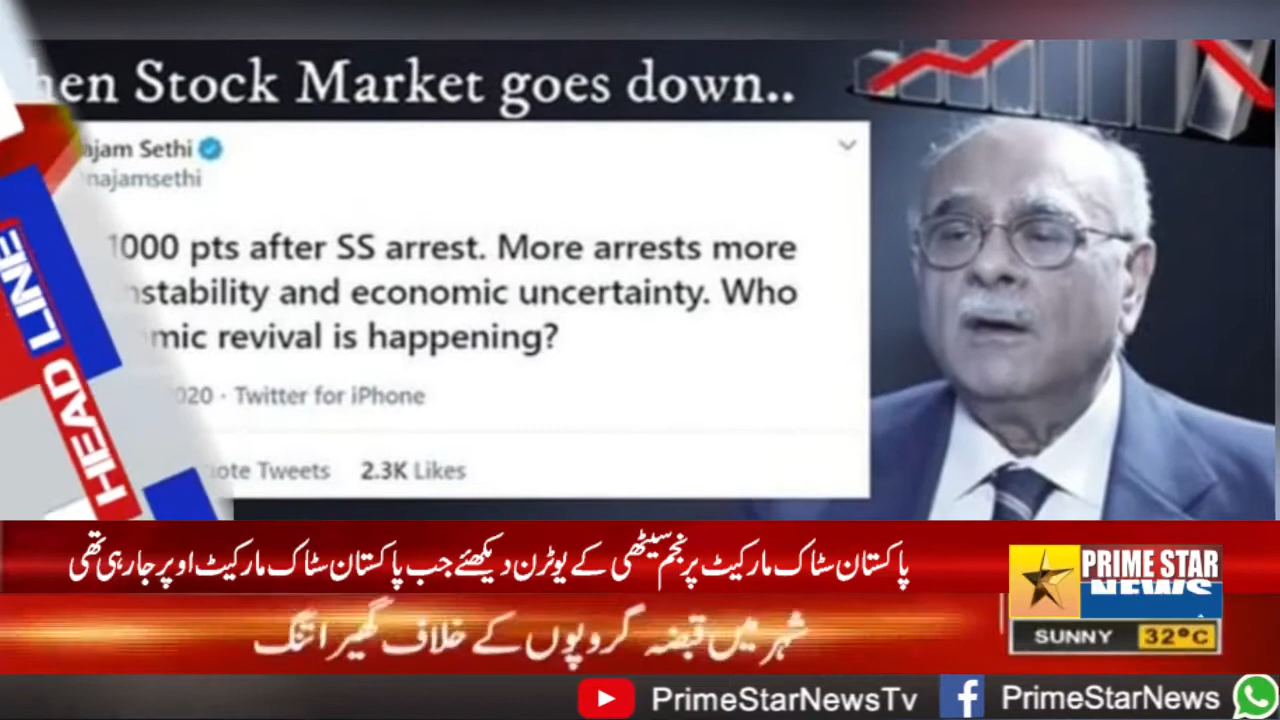 hen Stock Market goes down..
ajam Sethi
najamsethi
1000 pts after SS arrest. More arrests more
nstability and economic uncertainty. Who
mic revival is happening?
020 · Twitter for iPhone
ote Tweets 2.3K Likes
HEAD LINE
پاکستان سٹاک مارکیٹ پر نجم سیٹھی کے یوٹرن دیکھئے جب پاکستان سٹاک مارکیٹ اوپر جا رہی تھی
شہر میں قبضہ گروپوں کے خلاف گھیرا تنگ
PRIME STAR
NEWS
SUNNY 32°C
PrimeStarNewsTv PrimeStarNews